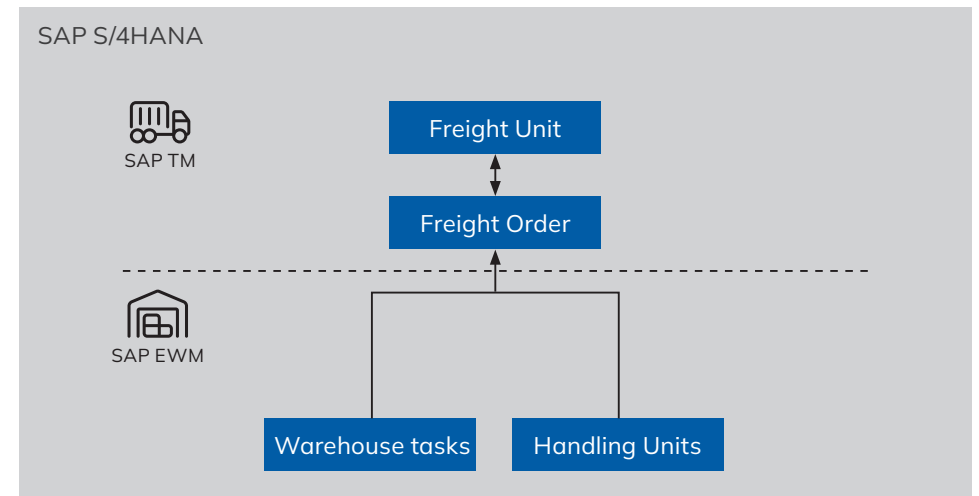 SAP S/4HANA
Freight Unit
SAP TM
Freight Order
SAP EWM
Warehouse tasks
Handling Units